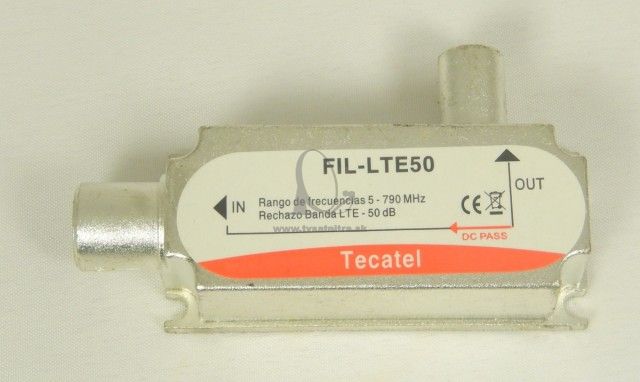 FIL-LTE50
OUT
IN
Rango de frecuencias 5 - 790 MHz
Rechazo Banda LTE - 50 dB
CE
DC PASS
Tecatel